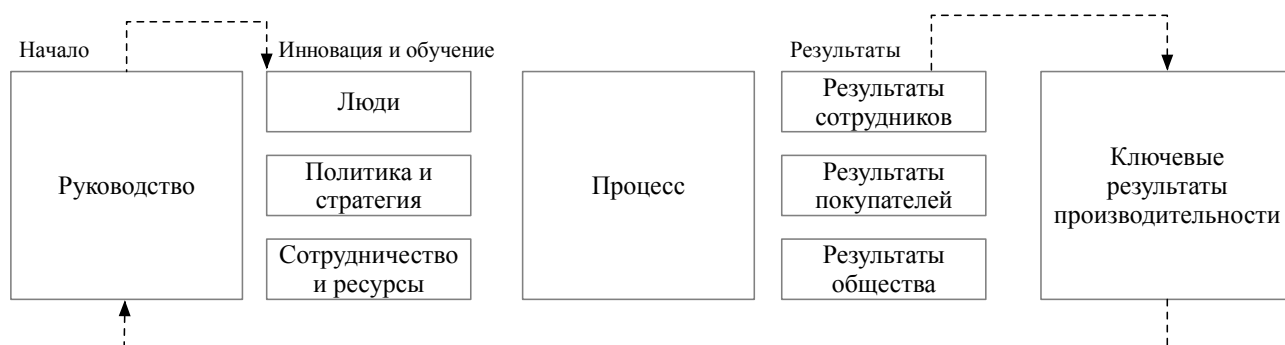 Начало
Инновация и обучение
Результаты
Руководство
Люди
Политика и
стратегия
Сотрудничество
и ресурсы
Процесс
Результаты
сотрудников
Результаты
покупателей
Результаты
общества
Ключевые
результаты
производительности